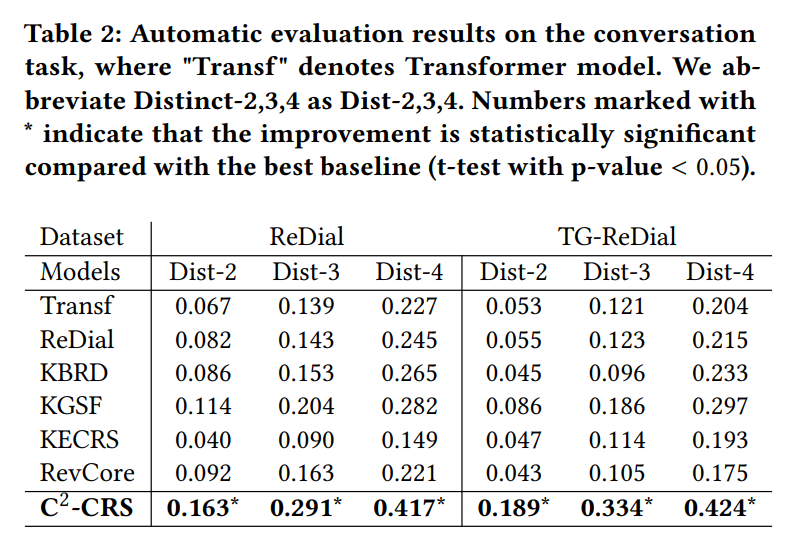 Table 2: Automatic evaluation results on the conversation
task, where "Transf" denotes Transformer model. We ab-
breviate Distinct-2,3,4 as Dist-2,3,4. Numbers marked with
* indicate that the improvement is statistically significant
compared with the best baseline (t-test with p-value < 0.05).
Dataset ReDial TG-ReDial
Models Dist-2 Dist-3 Dist-4 Dist-2 Dist-3 Dist-4
Transf 0.067 0.139 0.227 0.053 0.121 0.204
ReDial 0.082 0.143 0.245 0.055 0.123 0.215
KBRD 0.086 0.153 0.265 0.045 0.096 0.233
KGSF 0.114 0.204 0.282 0.086 0.186 0.297
KECRS 0.040 0.090 0.149 0.047 0.114 0.193
RevCore 0.092 0.163 0.221 0.043 0.105 0.175
C²-CRS 0.163* 0.291* 0.417* 0.189* 0.334* 0.424*